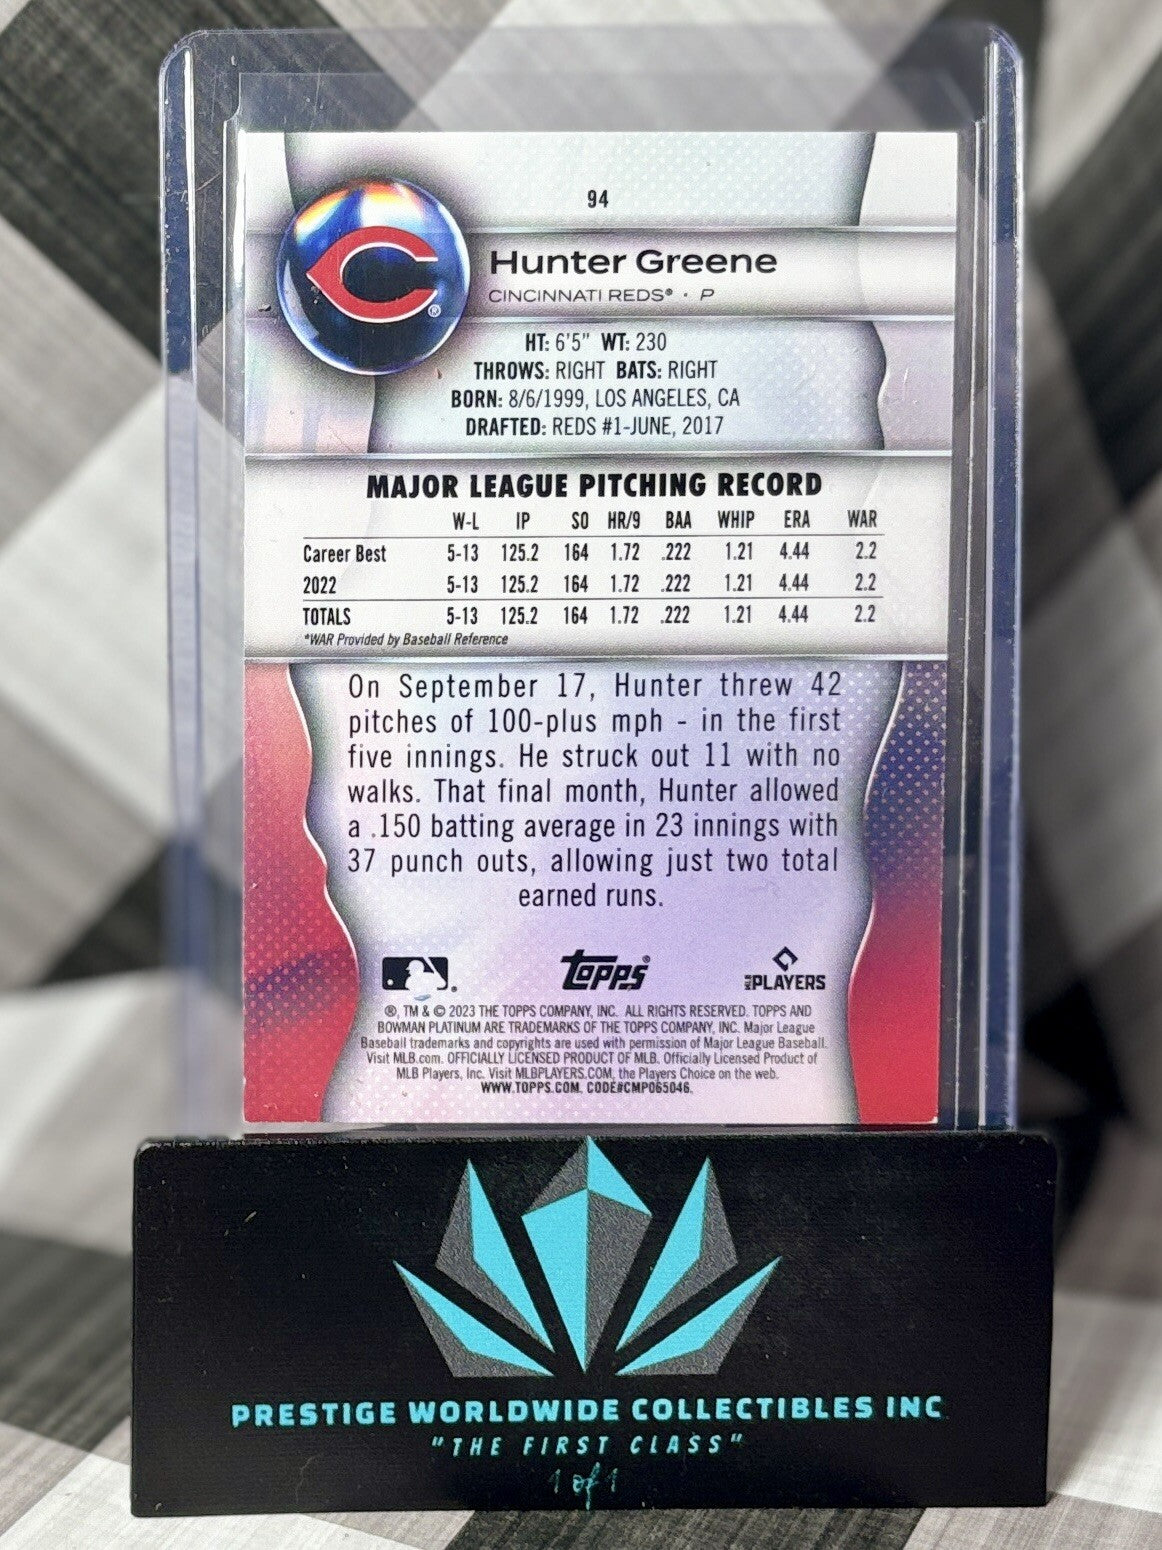 94
Hunter Greene
CINCINNATI REDS® · P
HT: 6'5" WT: 230
THROWS: RIGHT BATS: RIGHT
BORN: 8/6/1999, LOS ANGELES, CA
DRAFTED: REDS #1-JUNE, 2017
MAJOR LEAGUE PITCHING RECORD
W-L IP SO HR/9 BAA WHIP ERA WAR
Career Best 5-13 125.2 164 1.72 .222 1.21 4.44 2.2
2022 5-13 125.2 164 1.72 .222 1.21 4.44 2.2
TOTALS 5-13 125.2 164 1.72 .222 1.21 4.44 2.2
*WAR Provided by Baseball Reference
On September 17, Hunter threw 42
pitches of 100-plus mph - in the first
five innings. He struck out 11 with no
walks. That final month, Hunter allowed
a .150 batting average in 23 innings with
37 punch outs, allowing just two total
earned runs.
topps®
MLB PLAYERS
®, TM & © 2023 THE TOPPS COMPANY, INC. ALL RIGHTS RESERVED. TOPPS AND
BOWMAN PLATINUM ARE TRADEMARKS OF THE TOPPS COMPANY, INC. Major League
Baseball trademarks and copyrights are used with permission of Major League Baseball.
Visit MLB.com. OFFICIALLY LICENSED PRODUCT OF MLB. Officially Licensed Product of
MLB Players, Inc. Visit MLBPLAYERS.COM, the Players Choice on the web.
WWW.TOPPS.COM. CODE#CMP065046.
PRESTIGE WORLDWIDE COLLECTIBLES INC
"THE FIRST CLASS"
1 of 1